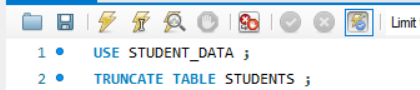 Limit
1 USE STUDENT_DATA ;
2 TRUNCATE TABLE STUDENTS ;